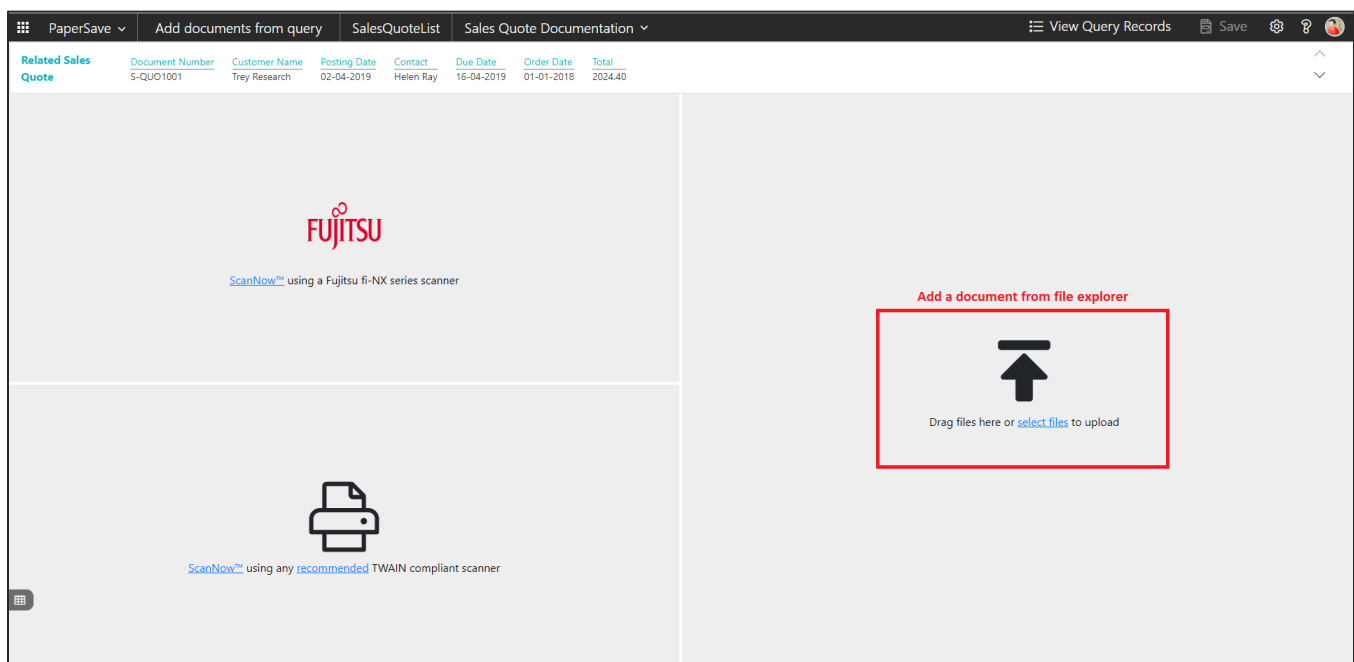 PaperSave
Add documents from query
SalesQuoteList
Sales Quote Documentation
View Query Records
Save
Related Sales
Quote
Document Number Customer Name Posting Date Contact Due Date Order Date Total
S-QUO1001 Trey Research 02-04-2019 Helen Ray 16-04-2019 01-01-2018 2024.40
FUJITSU
ScanNow™ using a Fujitsu fi-NX series scanner
Add a document from file explorer
Drag files here or select files to upload
ScanNow™ using any recommended TWAIN compliant scanner